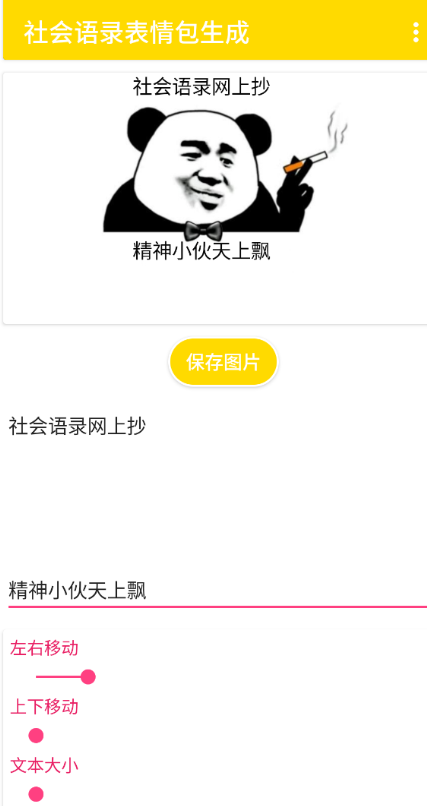 社会语录表情包生成
社会语录网上抄
精神小伙天上飘
保存图片
社会语录网上抄
精神小伙天上飘
左右移动
上下移动
文本大小